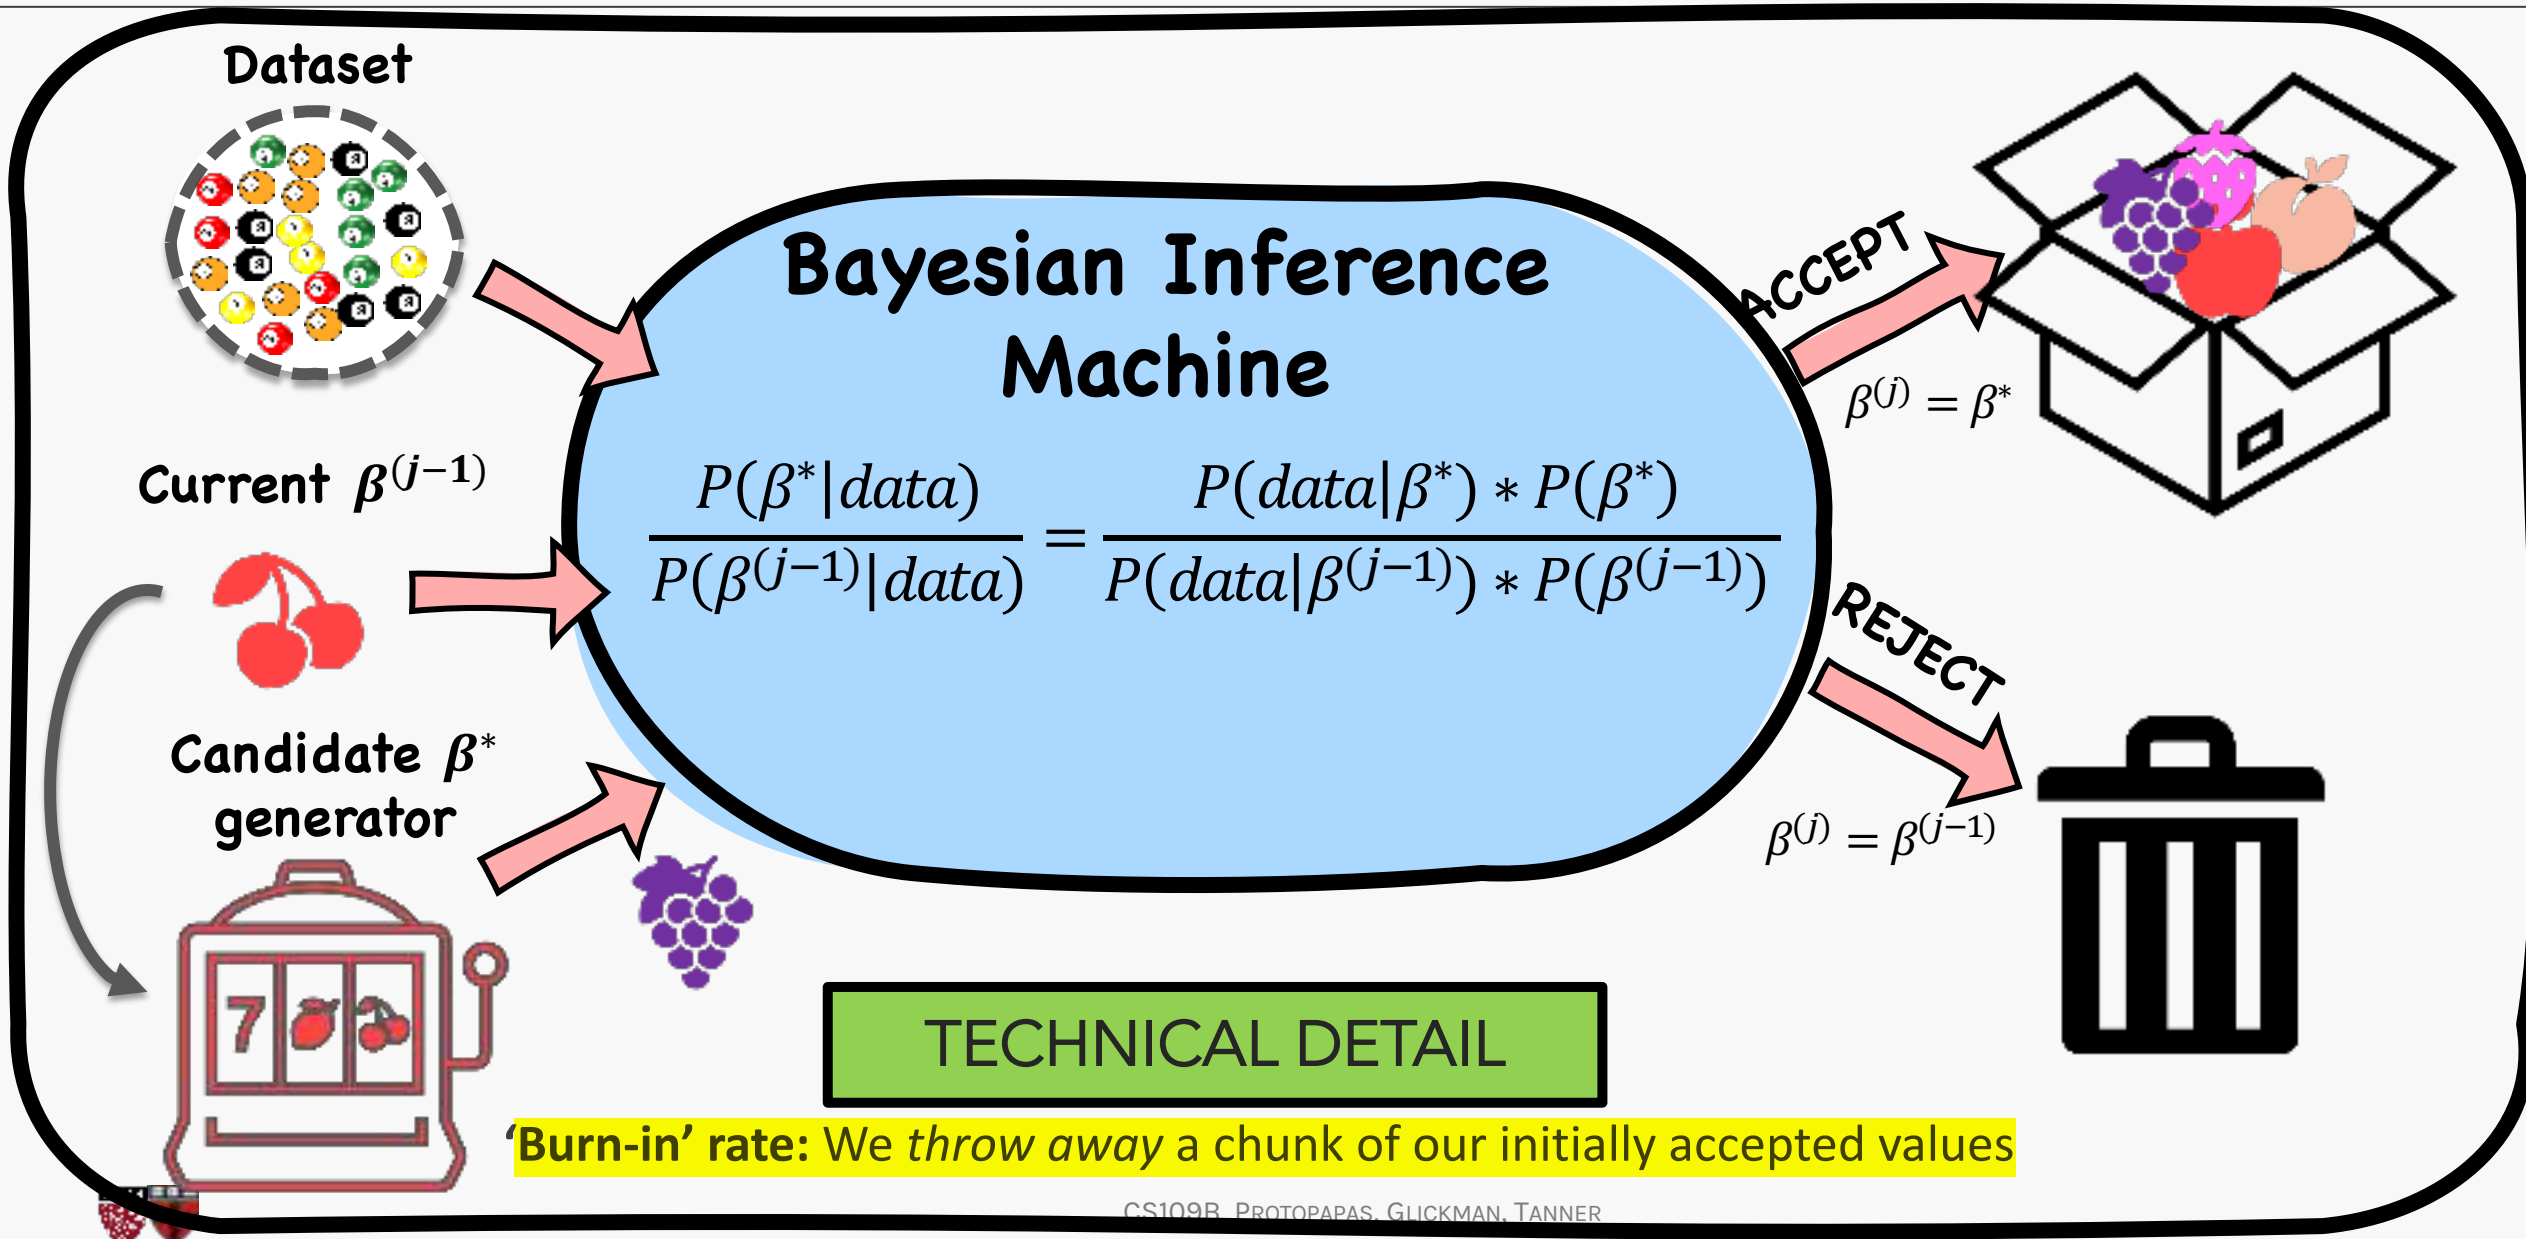 Dataset
Bayesian Inference
Machine
ACCEPT
β^(j) = β^*
Current β^(j−1)
P(β^*|data) / P(β^(j−1)|data) = P(data|β^*) ∗ P(β^*) / P(data|β^(j−1)) ∗ P(β^(j−1))
REJECT
β^(j) = β^(j−1)
Candidate β^*
generator
7
TECHNICAL DETAIL
‘Burn-in’ rate: We throw away a chunk of our initially accepted values
CS109B, PROTOPAPAS, GLICKMAN, TANNER